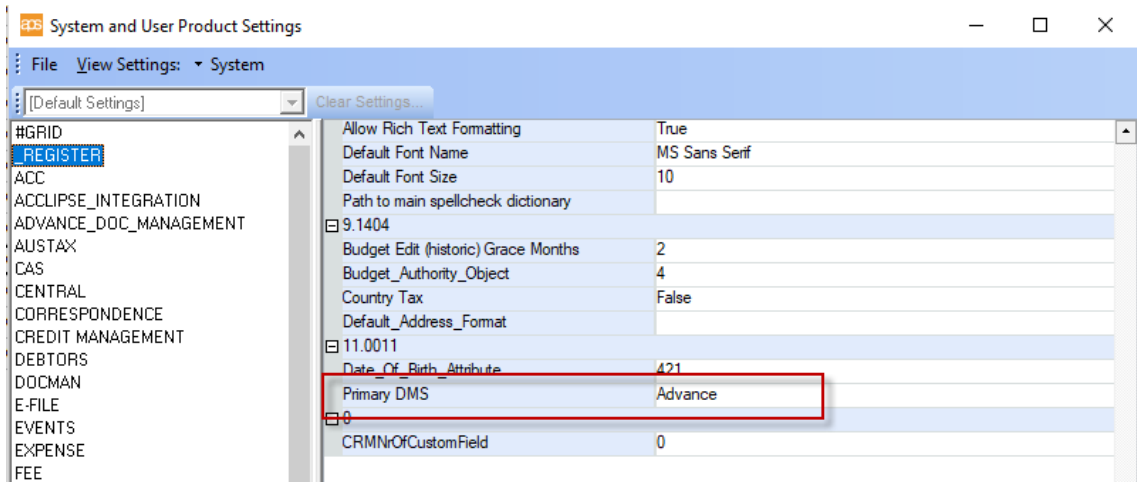 aps System and User Product Settings
File View Settings: System
[Default Settings] Clear Settings...
#GRID
_REGISTER
ACC
ACCLIPSE_INTEGRATION
ADVANCE_DOC_MANAGEMENT
AUSTAX
CAS
CENTRAL
CORRESPONDENCE
CREDIT MANAGEMENT
DEBTORS
DOCMAN
E-FILE
EVENTS
EXPENSE
FEE
Allow Rich Text Formatting True
Default Font Name MS Sans Serif
Default Font Size 10
Path to main spellcheck dictionary
9.1404
Budget Edit (historic) Grace Months 2
Budget_Authority_Object 4
Country Tax False
Default_Address_Format
11.0011
Date_Of_Birth_Attribute 421
Primary DMS Advance
0
CRMNrOfCustomField 0